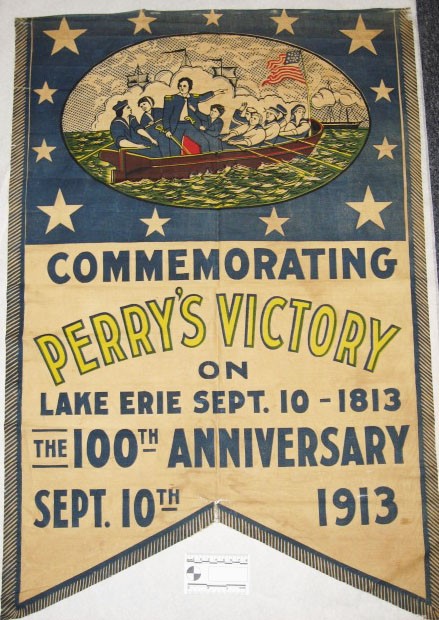 COMMEMORATING
PERRY'S VICTORY
ON
LAKE ERIE SEPT. 10 - 1813
THE 100TH ANNIVERSARY
SEPT. 10TH 1913